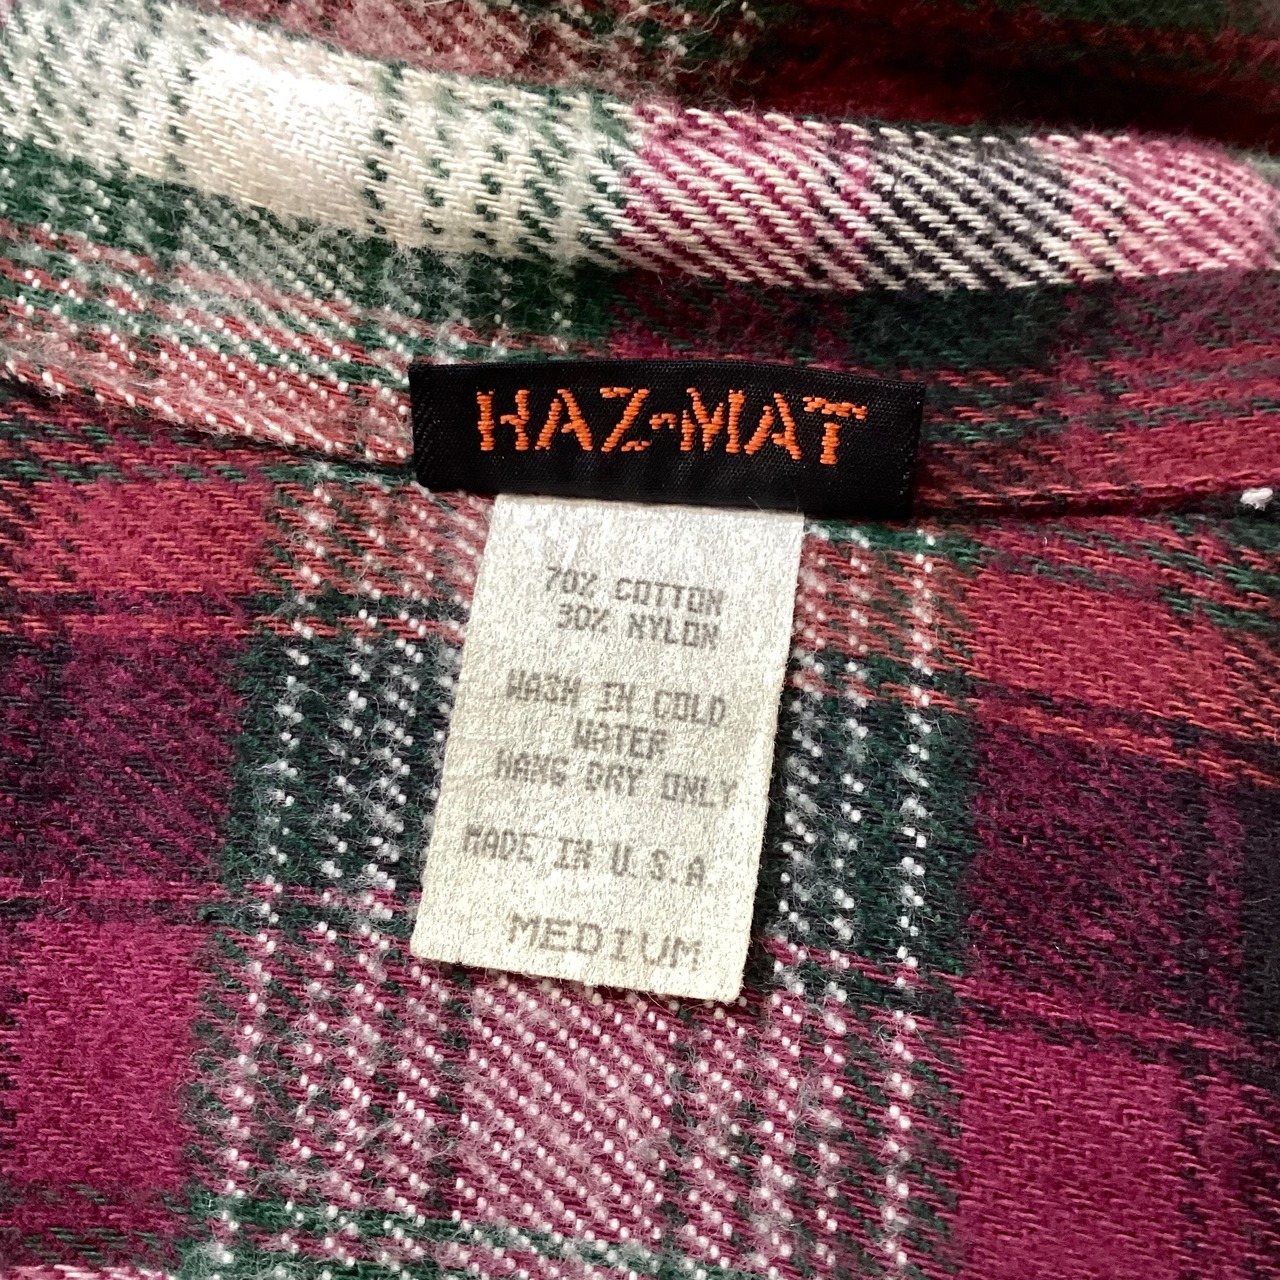 HAZ-MAT
70% COTTON
30% NYLON
WASH IN COLD
WATER
HANG DRY ONLY
MADE IN U.S.A.
MEDIUM